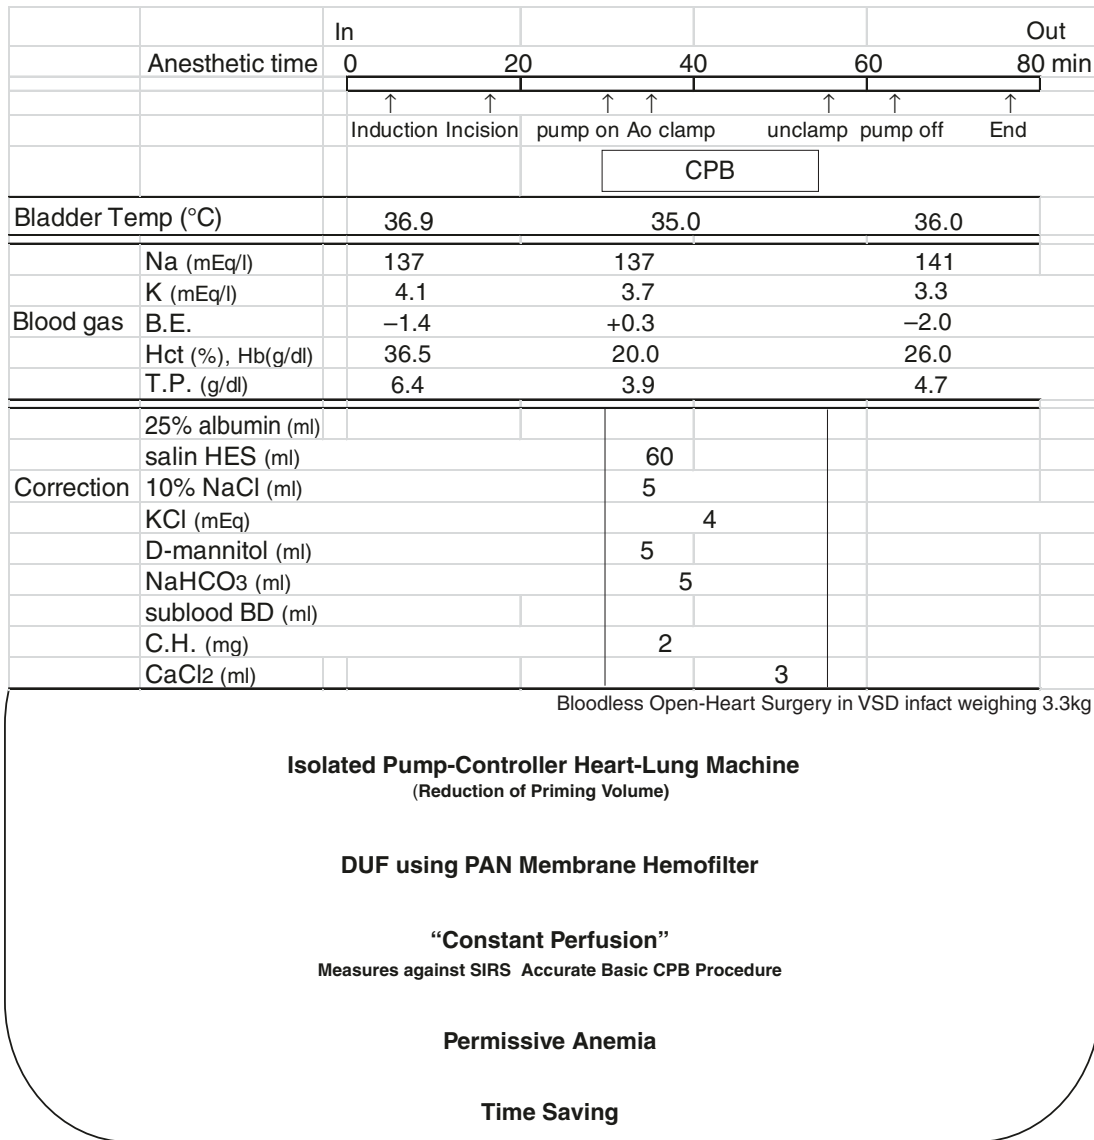 In Out
Anesthetic time 0 20 40 60 80 min
↑ ↑ ↑ ↑ ↑ ↑ ↑
Induction Incision pump on Ao clamp unclamp pump off End
CPB
Bladder Temp (°C) 36.9 35.0 36.0
Na (mEq/l) 137 137 141
K (mEq/l) 4.1 3.7 3.3
Blood gas B.E. –1.4 +0.3 –2.0
Hct (%), Hb(g/dl) 36.5 20.0 26.0
T.P. (g/dl) 6.4 3.9 4.7
25% albumin (ml)
salin HES (ml) 60
Correction 10% NaCl (ml) 5
KCl (mEq) 4
D-mannitol (ml) 5
NaHCO3 (ml) 5
sublood BD (ml)
C.H. (mg) 2
CaCl2 (ml) 3
Bloodless Open-Heart Surgery in VSD infact weighing 3.3kg
Isolated Pump-Controller Heart-Lung Machine
(Reduction of Priming Volume)
DUF using PAN Membrane Hemofilter
“Constant Perfusion”
Measures against SIRS Accurate Basic CPB Procedure
Permissive Anemia
Time Saving